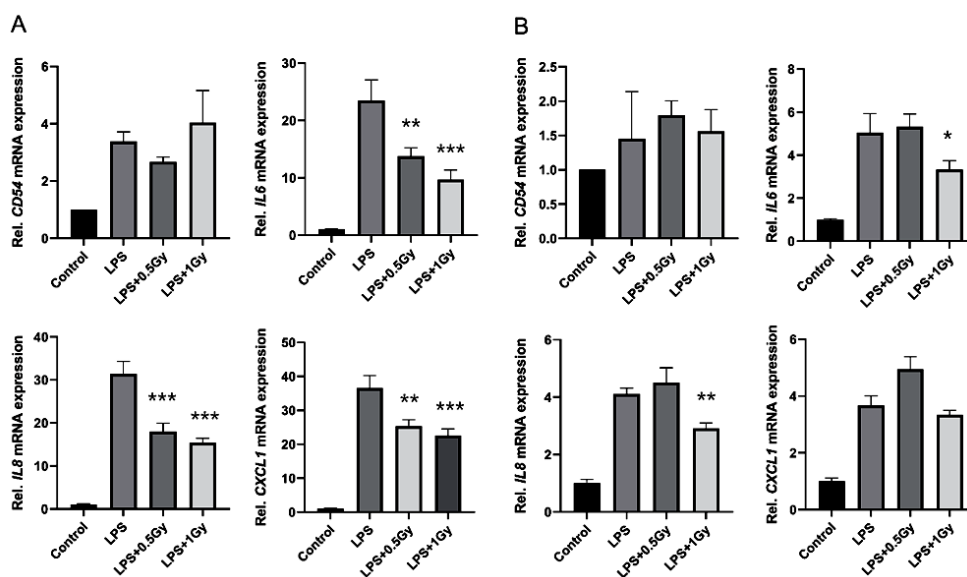 A
Rel. CD54 mRNA expression
6
4
2
0
Control
LPS
LPS+0.5Gy
LPS+1Gy
Rel. IL6 mRNA expression
30
20
10
0
**
***
Control
LPS
LPS+0.5Gy
LPS+1Gy
B
Rel. CD54 mRNA expression
2.5
2.0
1.5
1.0
0.5
0.0
Control
LPS
LPS+0.5Gy
LPS+1Gy
Rel. IL6 mRNA expression
8
6
4
2
0
*
Control
LPS
LPS+0.5Gy
LPS+1Gy
Rel. IL8 mRNA expression
40
30
20
10
0
***
***
Control
LPS
LPS+0.5Gy
LPS+1Gy
Rel. CXCL1 mRNA expression
50
40
30
20
10
0
**
***
Control
LPS
LPS+0.5Gy
LPS+1Gy
Rel. IL8 mRNA expression
6
4
2
0
**
Control
LPS
LPS+0.5Gy
LPS+1Gy
Rel. CXCL1 mRNA expression
6
4
2
0
Control
LPS
LPS+0.5Gy
LPS+1Gy